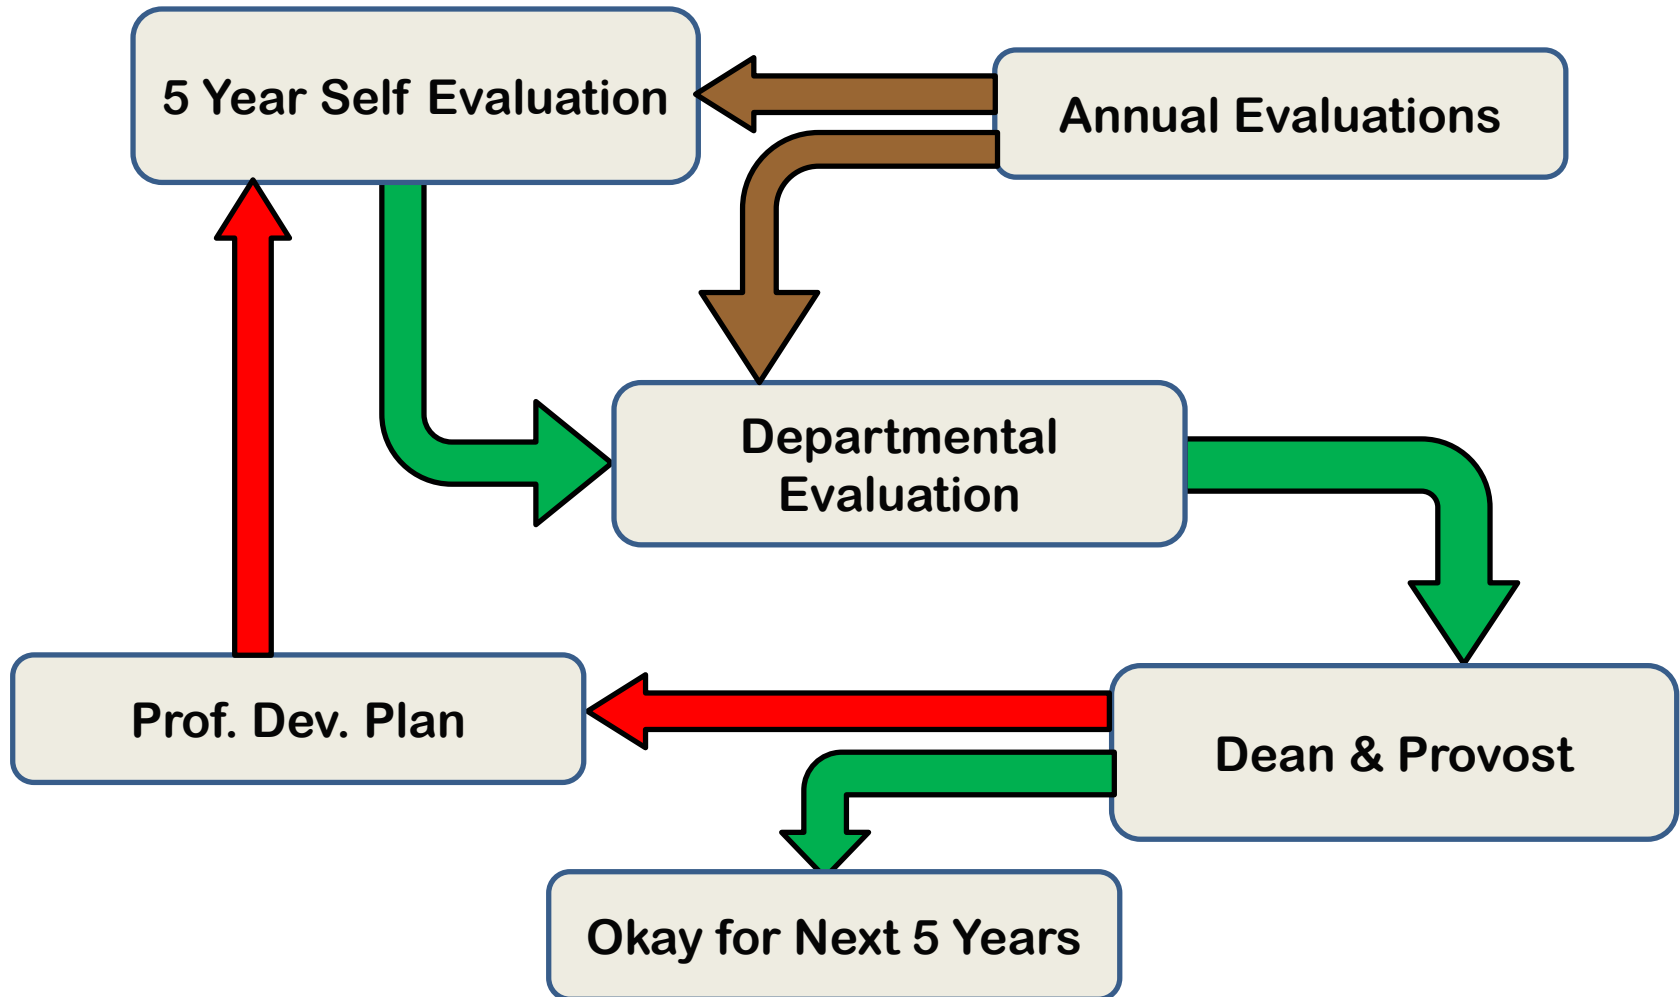 5 Year Self Evaluation
Annual Evaluations
Departmental
Evaluation
Prof. Dev. Plan
Dean & Provost
Okay for Next 5 Years